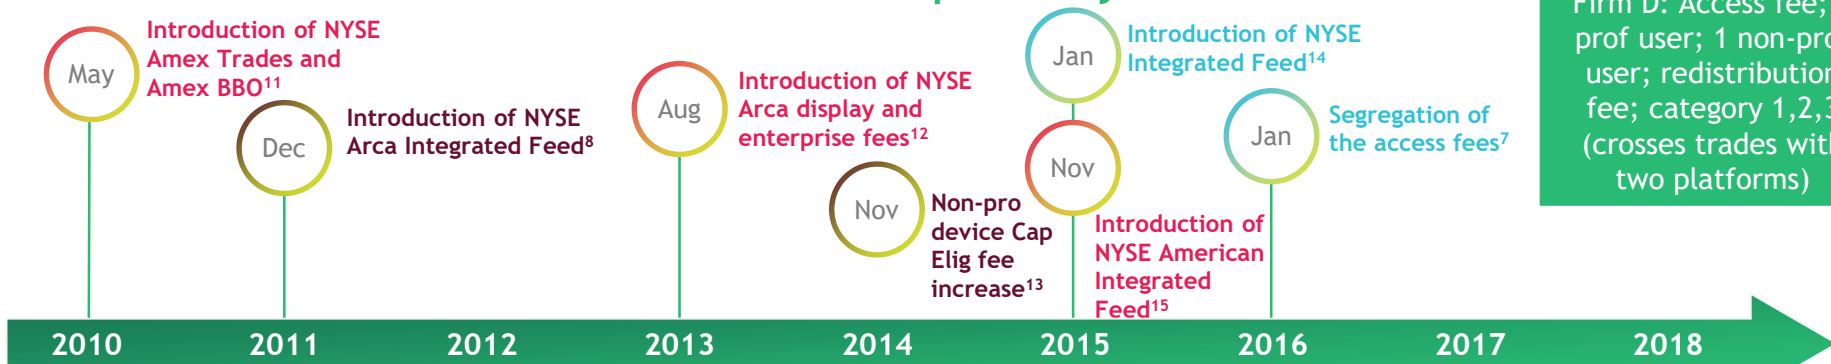 May
Introduction of NYSE
Amex Trades and
Amex BBO¹¹
Dec
Introduction of NYSE
Arca Integrated Feed⁸
Aug
Introduction of NYSE
Arca display and
enterprise fees¹²
Nov
Non-pro
device Cap
Elig fee
increase¹³
Jan
Introduction of NYSE
Integrated Feed¹⁴
Nov
Introduction of
NYSE American
Integrated
Feed¹⁵
Jan
Segregation of
the access fees⁷
Firm D: Access fee;
prof user; 1 non-pro
user; redistribution
fee; category 1,2,3
(crosses trades with
two platforms)
2010 2011 2012 2013 2014 2015 2016 2017 2018